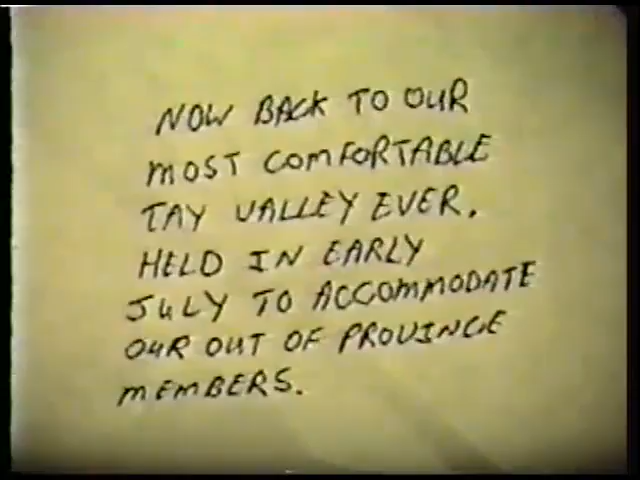 NOW BACK TO OUR
MOST COMFORTABLE
TAY VALLEY EVER.
HELD IN EARLY
JULY TO ACCOMMODATE
OUR OUT OF PROVINCE
MEMBERS.